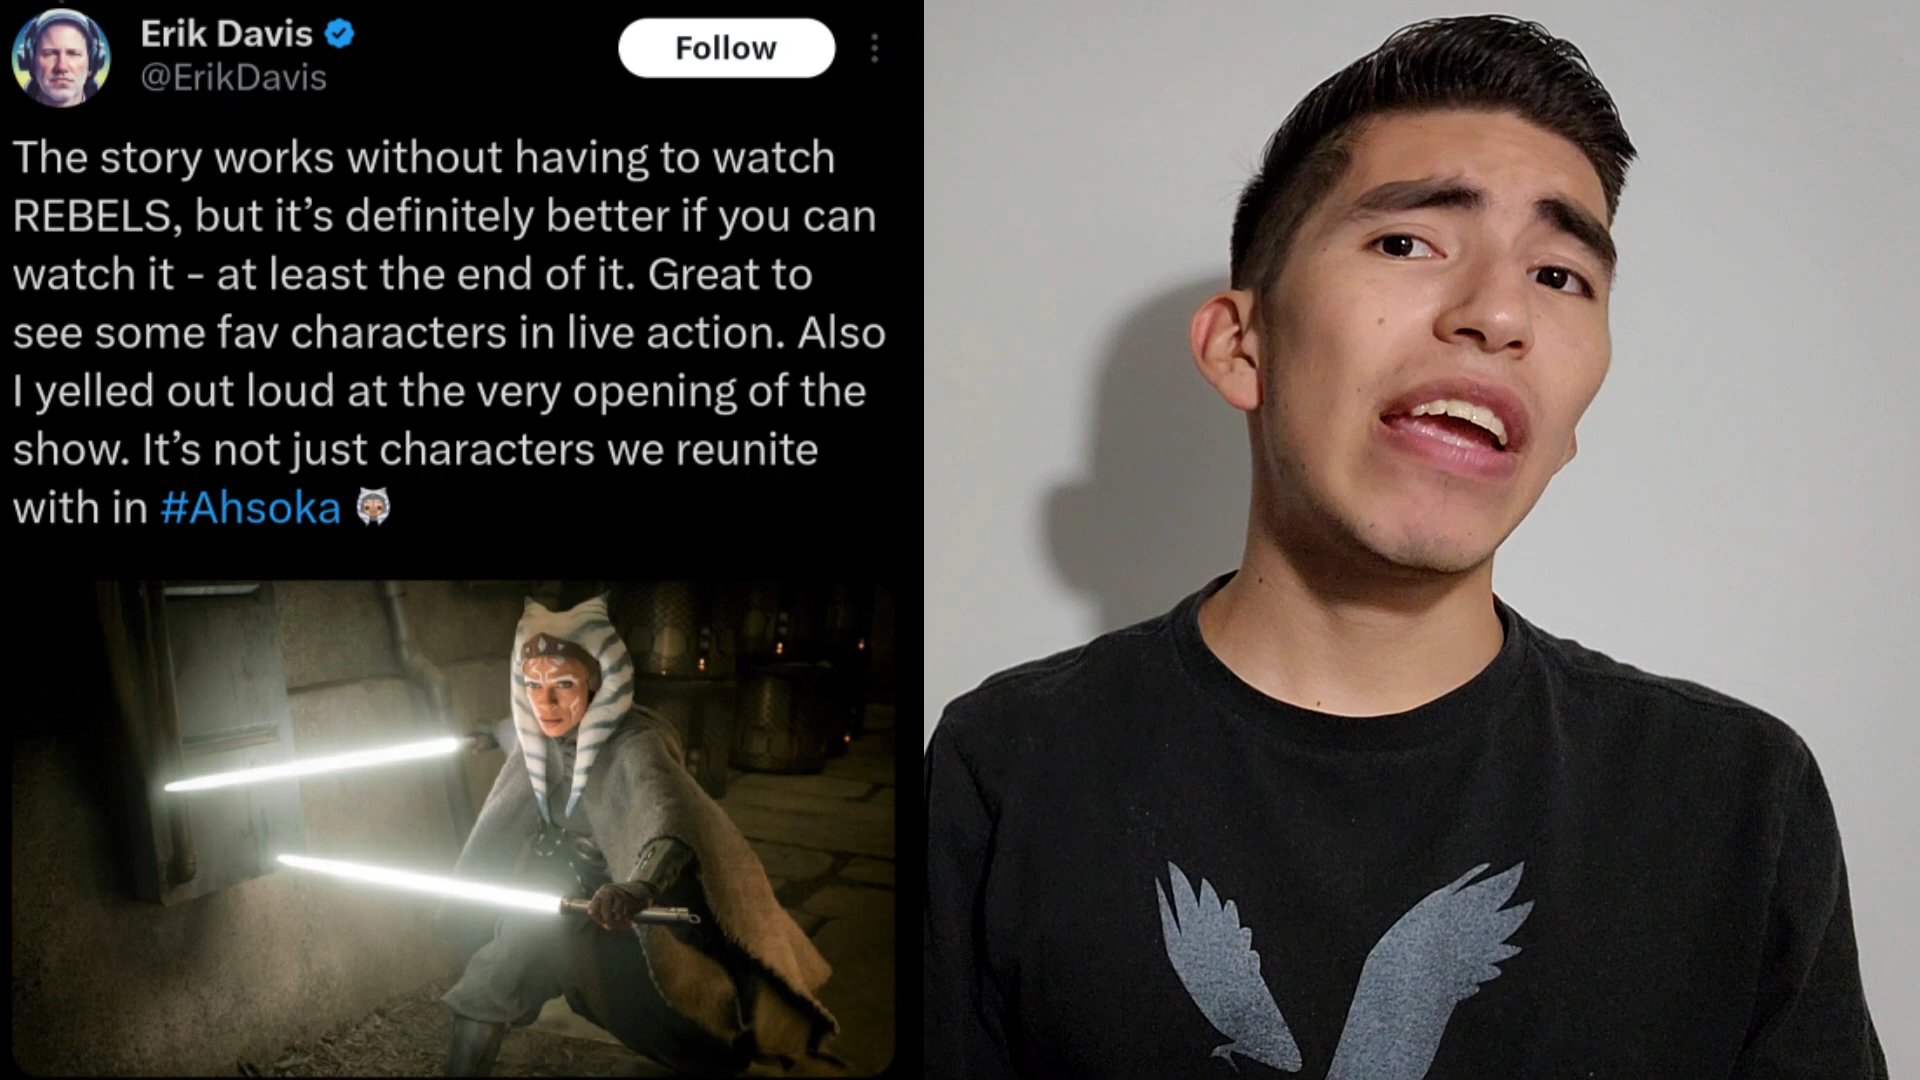 Erik Davis
@ErikDavis
Follow
The story works without having to watch
REBELS, but it’s definitely better if you can
watch it - at least the end of it. Great to
see some fav characters in live action. Also
I yelled out loud at the very opening of the
show. It’s not just characters we reunite
with in #Ahsoka